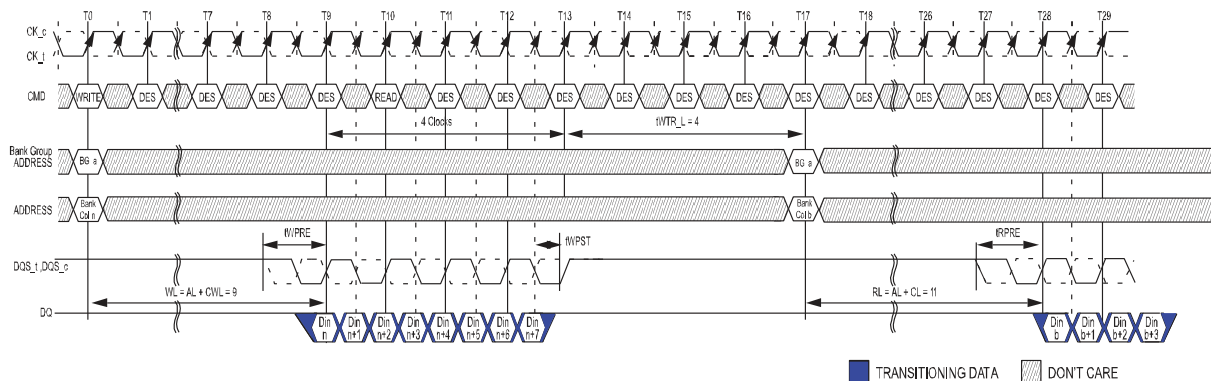 T0 T1 T7 T8 T9 T10 T11 T12 T13 T14 T15 T16 T17 T18 T26 T27 T28 T29
CK_c
CK_t
CMD WRITE DES DES DES DES READ DES DES DES DES DES DES DES DES DES DES DES DES
4 Clocks tWTR_L = 4
Bank Group
ADDRESS BG a BG a
ADDRESS Bank Col n Bank Col b
tWPRE tWPST tRPRE
DQS_t ,DQS_c
WL = AL + CWL = 9 RL = AL + CL = 11
DQ Din n Din n+1 Din n+2 Din n+3 Din n+4 Din n+5 Din n+6 Din n+7 Din b Din b+1 Din b+2 Din b+3
TRANSITIONING DATA DON'T CARE